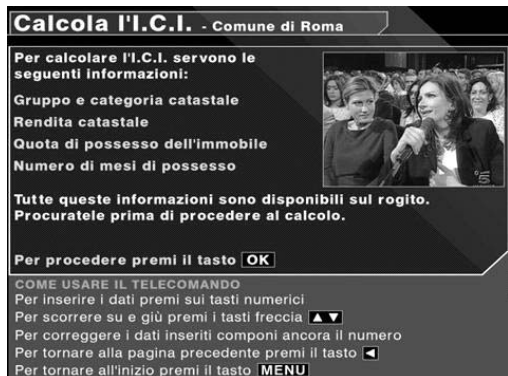 Calcola l'I.C.I. - Comune di Roma
Per calcolare l'I.C.I. servono le
seguenti informazioni:
Gruppo e categoria catastale
Rendita catastale
Quota di possesso dell'immobile
Numero di mesi di possesso
5
Tutte queste informazioni sono disponibili sul rogito.
Procuratele prima di procedere al calcolo.
Per procedere premi il tasto OK
COME USARE IL TELECOMANDO
Per inserire i dati premi sui tasti numerici
Per scorrere su e giù premi i tasti freccia ▲ ▼
Per correggere i dati inseriti componi ancora il numero
Per tornare alla pagina precedente premi il tasto ◄
Per tornare all'inizio premi il tasto MENU